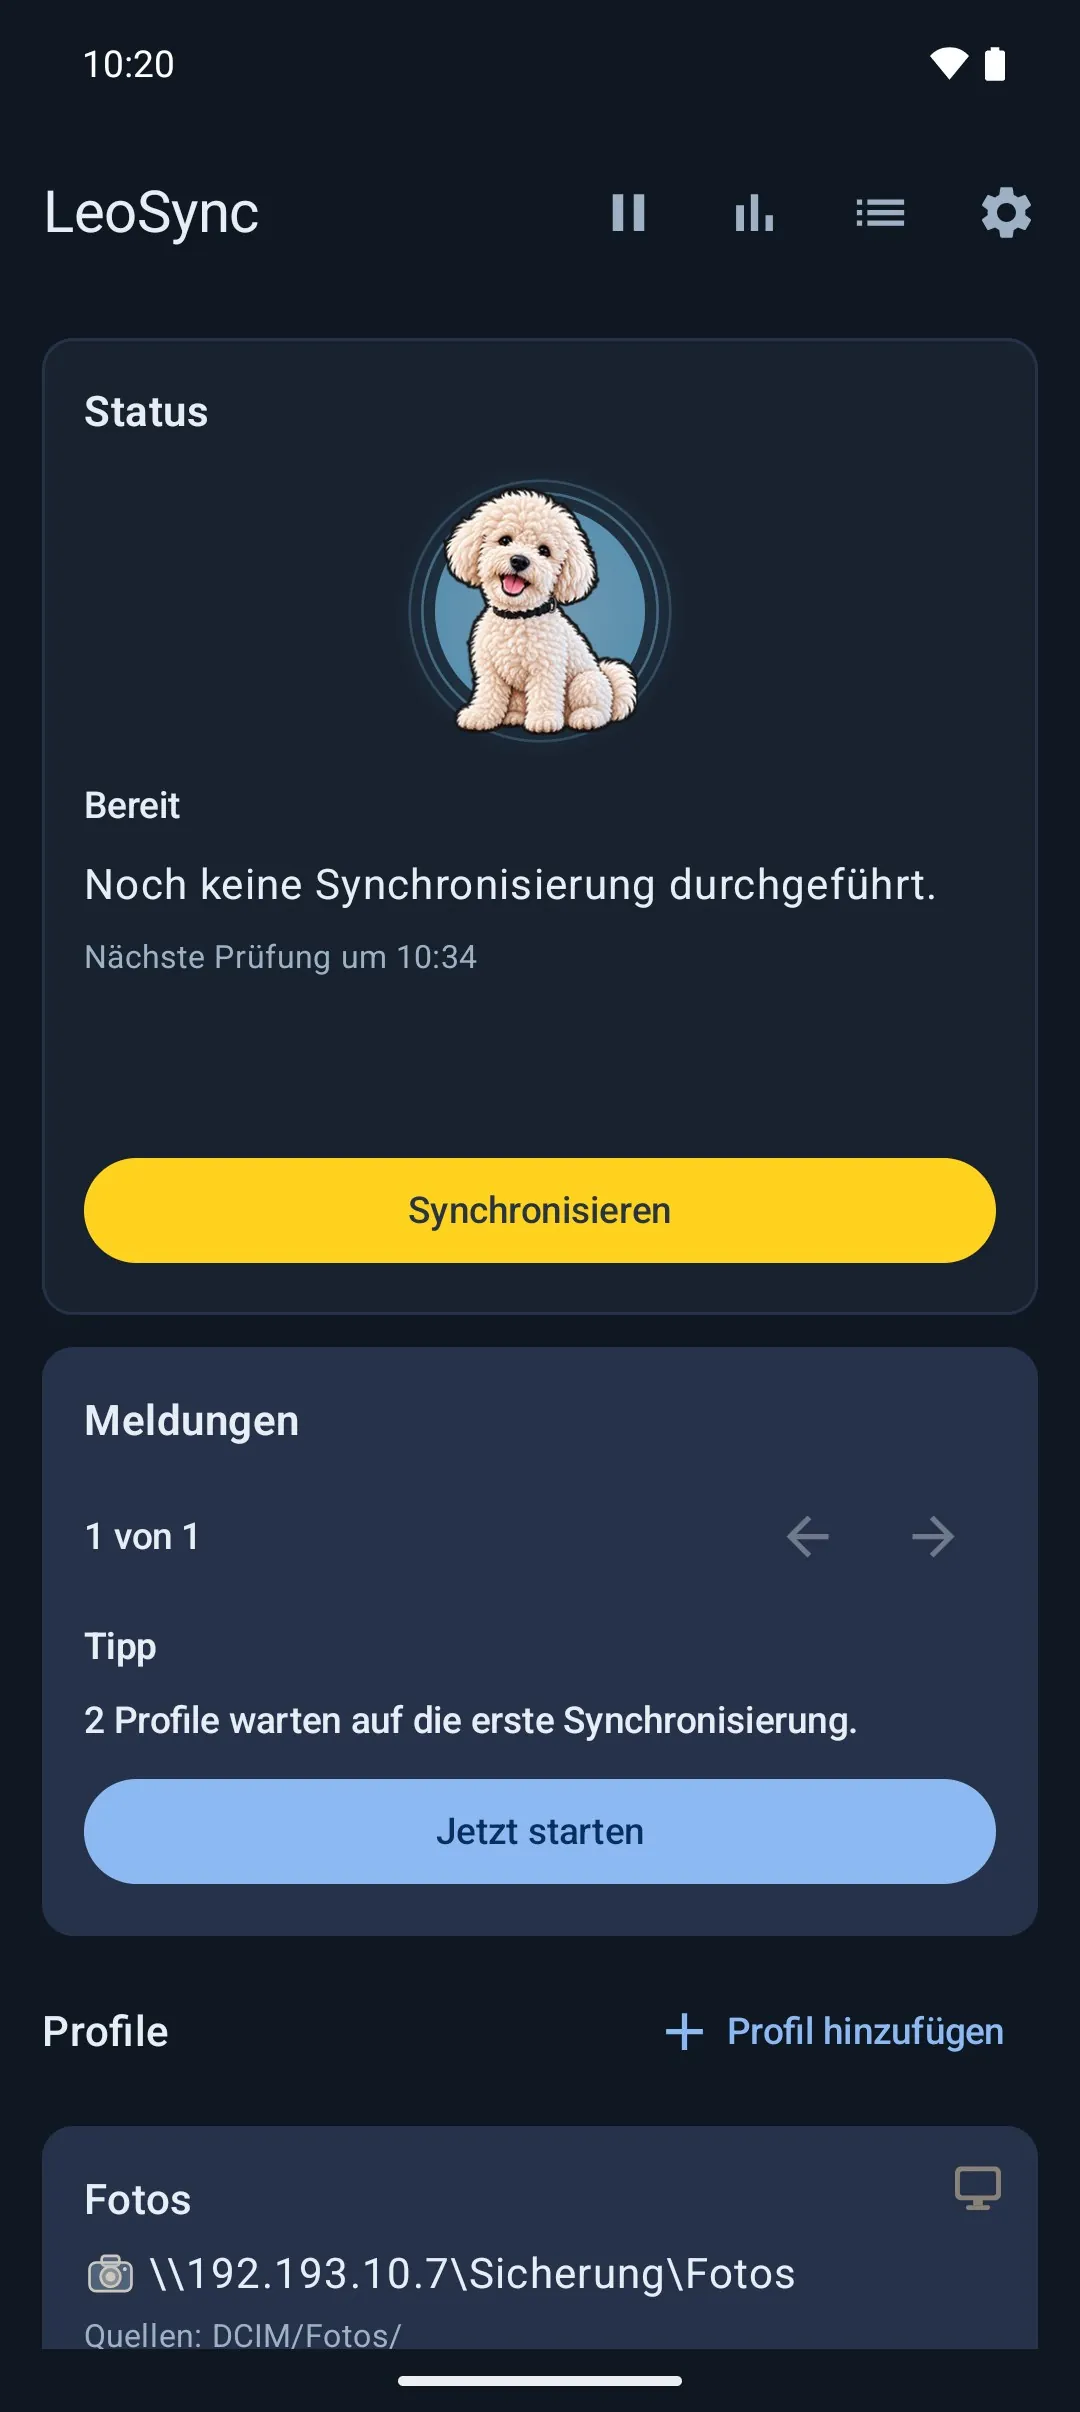 10:20
LeoSync
Status
Bereit
Noch keine Synchronisierung durchgeführt.
Nächste Prüfung um 10:34
Synchronisieren
Meldungen
1 von 1
Tipp
2 Profile warten auf die erste Synchronisierung.
Jetzt starten
Profile
Profil hinzufügen
Fotos
\\192.193.10.7\Sicherung\Fotos
Quellen: DCIM/Fotos/